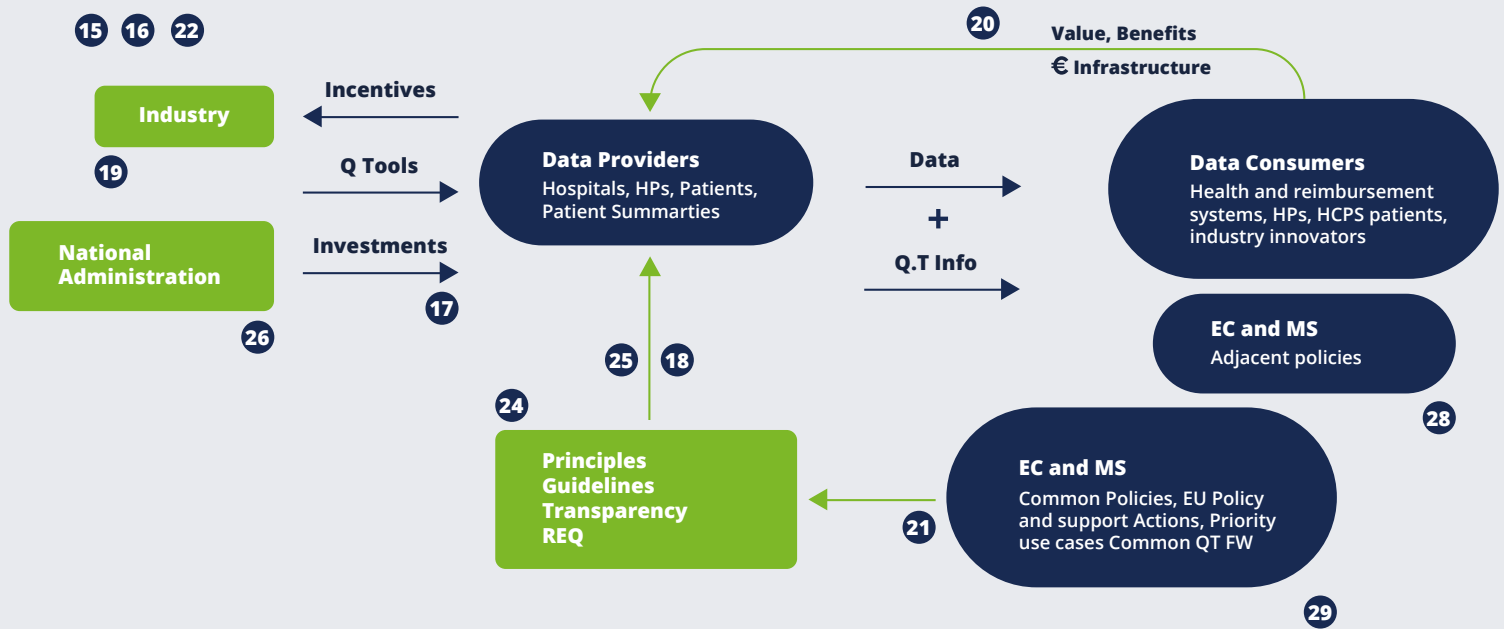 15 16 22
Industry
19
National
Administration
26
Incentives
Q Tools
Investments
17
Data Providers
Hospitals, HPs, Patients,
Patient Summarties
20
Value, Benefits
€ Infrastructure
Data
+
Q.T Info
Data Consumers
Health and reimbursement
systems, HPs, HCPS patients,
industry innovators
EC and MS
Adjacent policies
28
25 18
24
Principles
Guidelines
Transparency
REQ
21
EC and MS
Common Policies, EU Policy
and support Actions, Priority
use cases Common QT FW
29